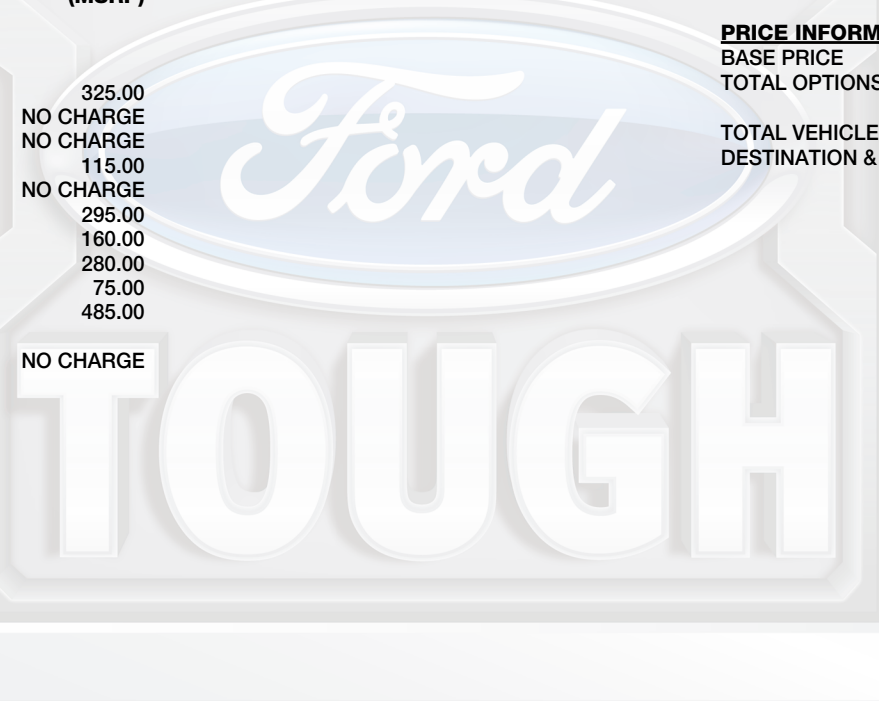 (MSRP)
325.00
NO CHARGE
NO CHARGE
115.00
NO CHARGE
295.00
160.00
280.00
75.00
485.00
NO CHARGE
PRICE INFORM
BASE PRICE
TOTAL OPTIONS
TOTAL VEHICLE
DESTINATION &
Ford
TOUGH